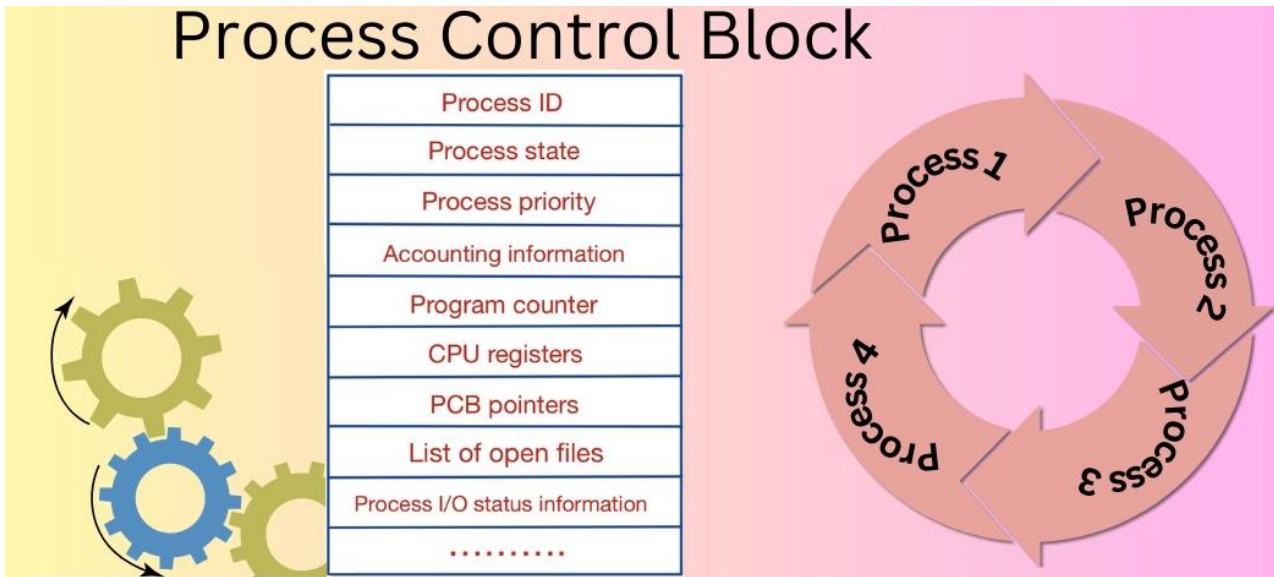 Process Control Block
Process ID
Process state
Process priority
Accounting information
Program counter
CPU registers
PCB pointers
List of open files
Process I/O status information
..........
Process 1
Process 2
Process 3
Process 4